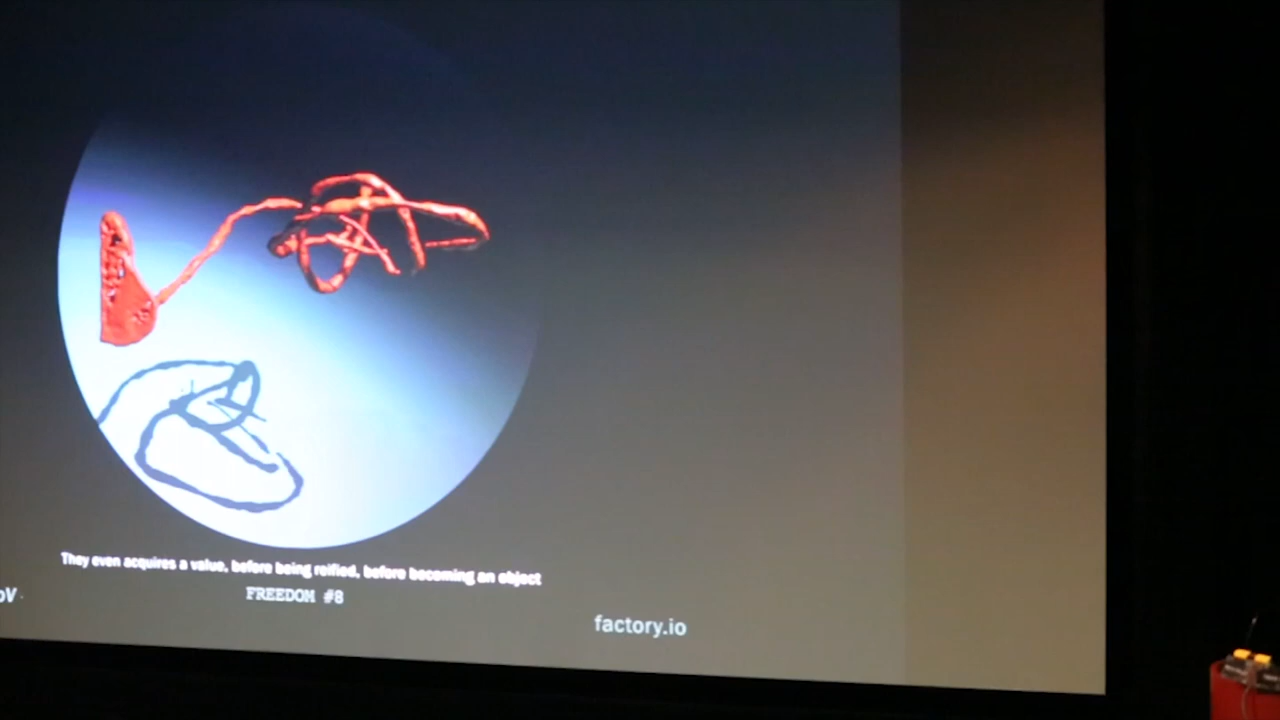 They even acquires a value, before being reified, before becoming an object
FREEDOM #8
factory.io